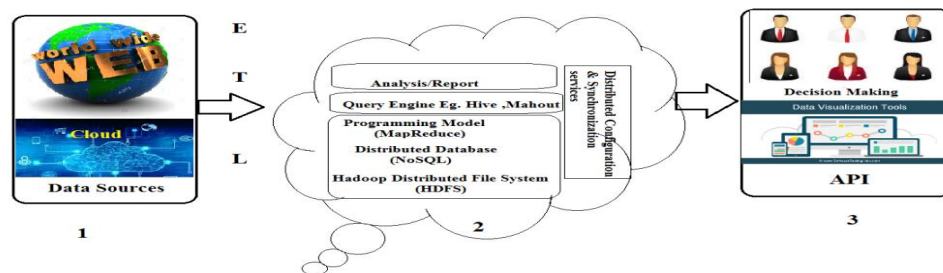 world wide
WEB
Cloud
Data Sources
1
E
T
L
Analysis/Report
Query Engine Eg. Hive ,Mahout
Programming Model
(MapReduce)
Distributed Database
(NoSQL)
Hadoop Distributed File System
(HDFS)
Distributed Configuration
& Synchronization
services
2
Decision Making
Data Visualization Tools
API
3